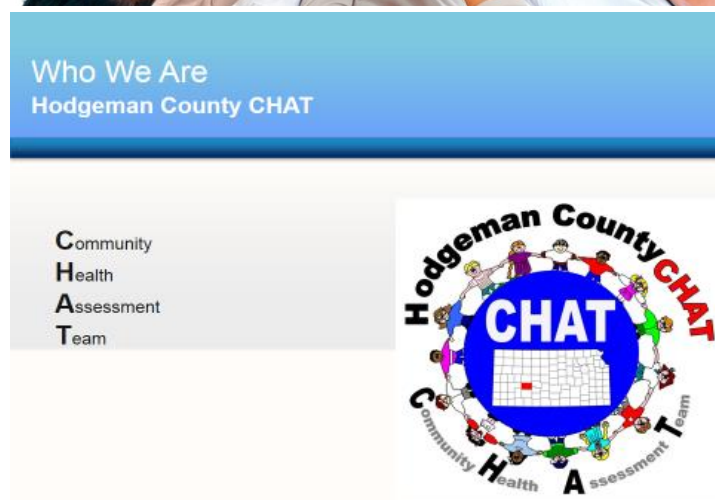 Who We Are
Hodgeman County CHAT
Community
Health
Assessment
Team
Hodgeman County CHAT
CHAT
Community Health Assessment Team